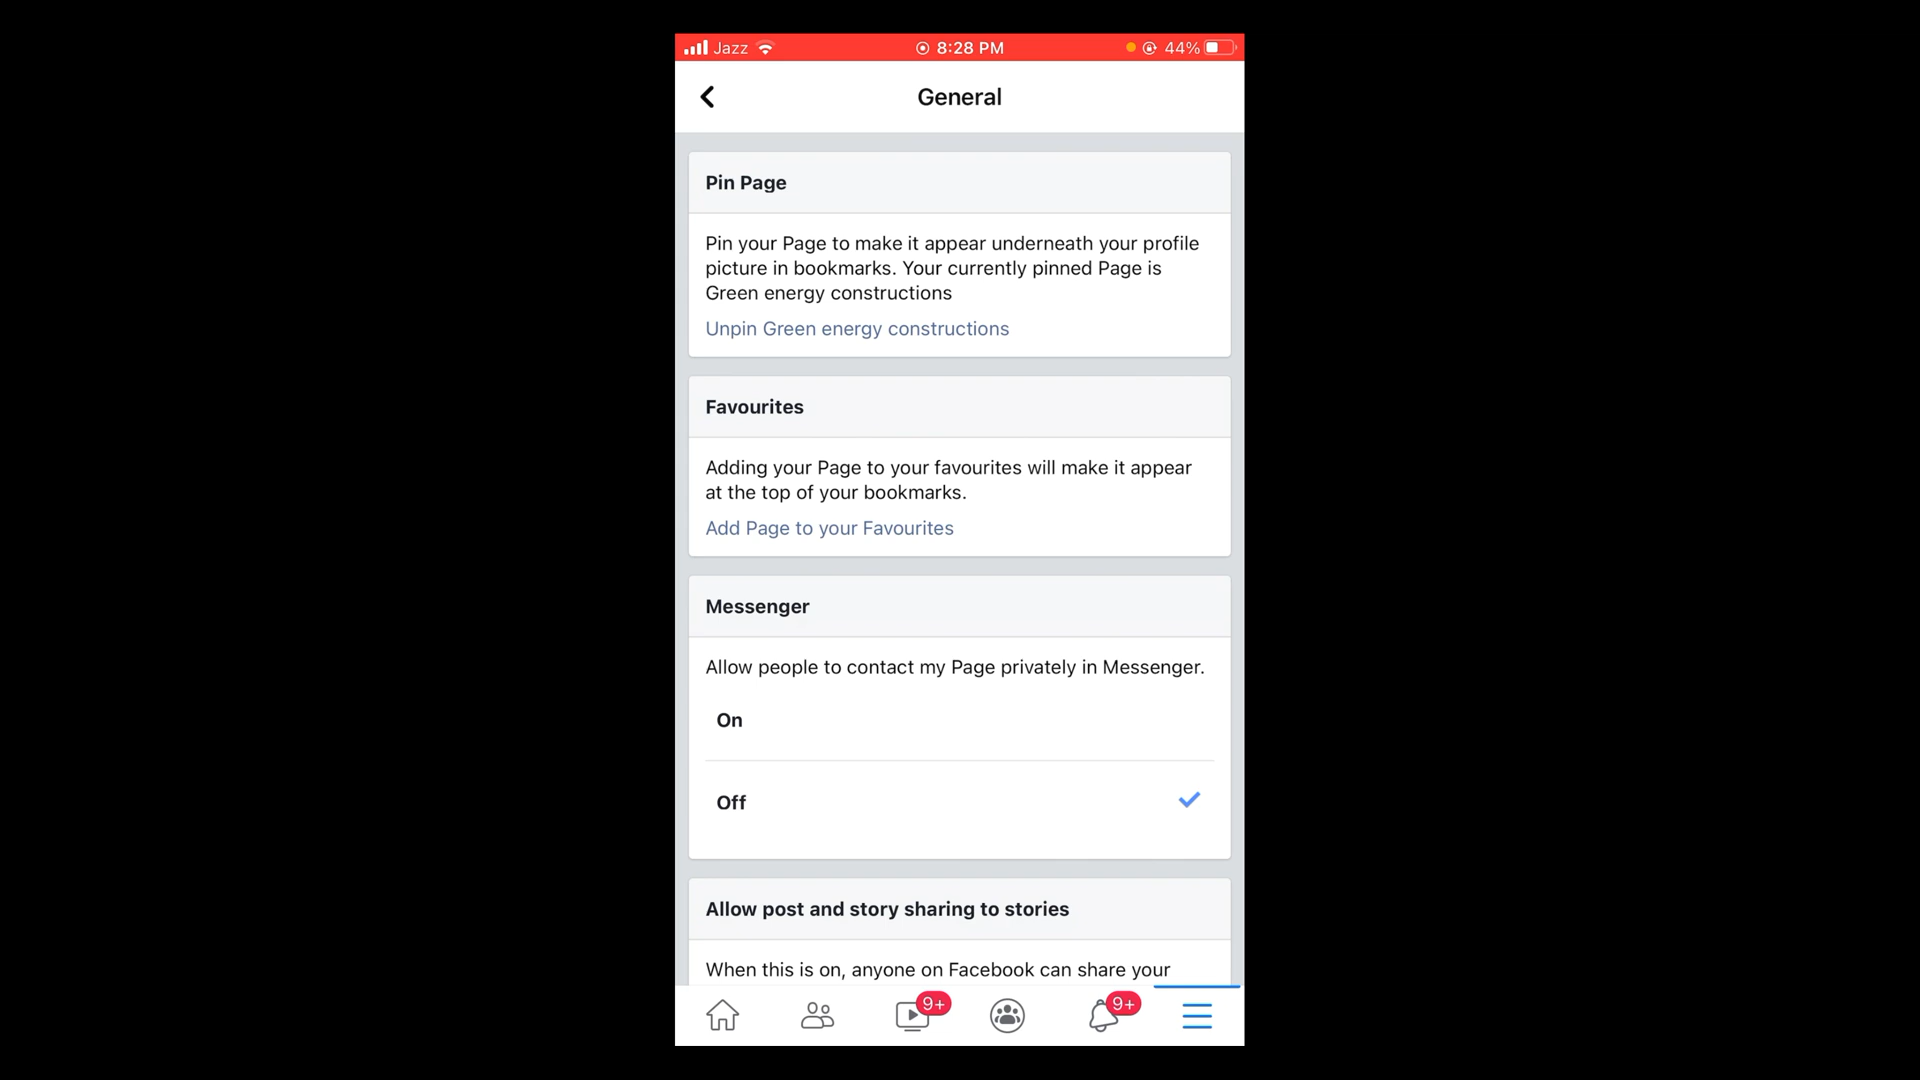 Jazz 8:28 PM 44%
General
Pin Page
Pin your Page to make it appear underneath your profile
picture in bookmarks. Your currently pinned Page is
Green energy constructions
Unpin Green energy constructions
Favourites
Adding your Page to your favourites will make it appear
at the top of your bookmarks.
Add Page to your Favourites
Messenger
Allow people to contact my Page privately in Messenger.
On
Off
Allow post and story sharing to stories
When this is on, anyone on Facebook can share your
9+ 9+